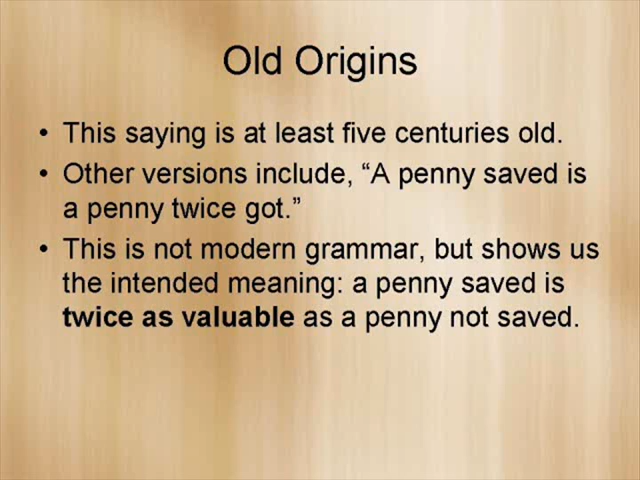 Old Origins
• This saying is at least five centuries old.
• Other versions include, “A penny saved is
a penny twice got.”
• This is not modern grammar, but shows us
the intended meaning: a penny saved is
twice as valuable as a penny not saved.